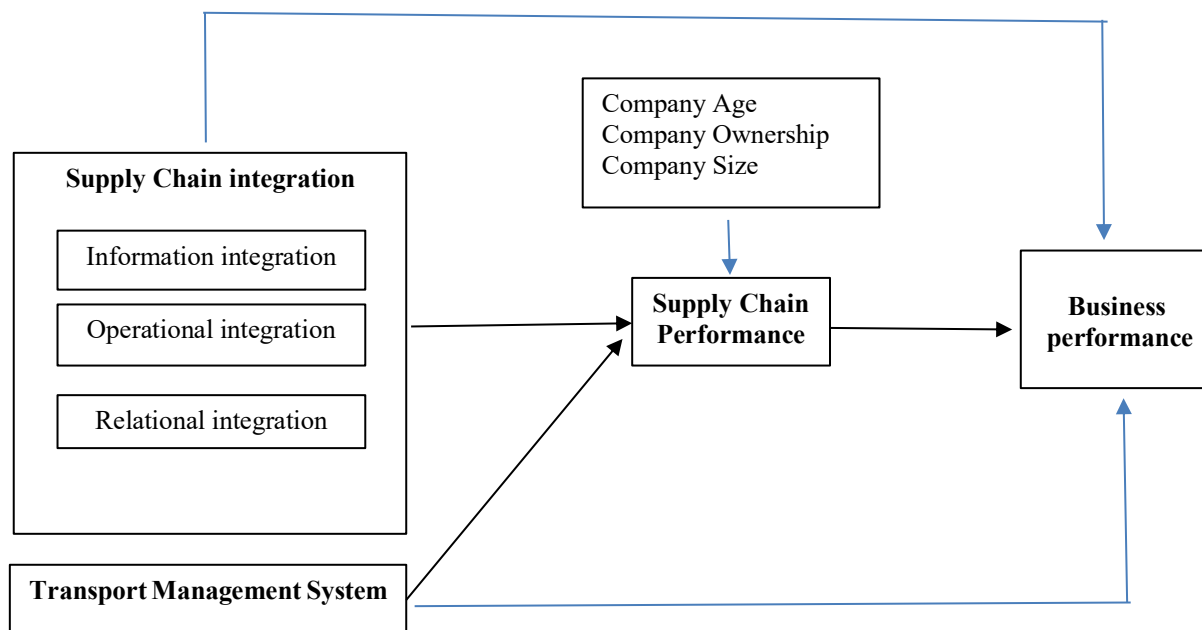 Company Age
Company Ownership
Company Size
Supply Chain integration
Information integration
Operational integration
Relational integration
Supply Chain
Performance
Business
performance
Transport Management System